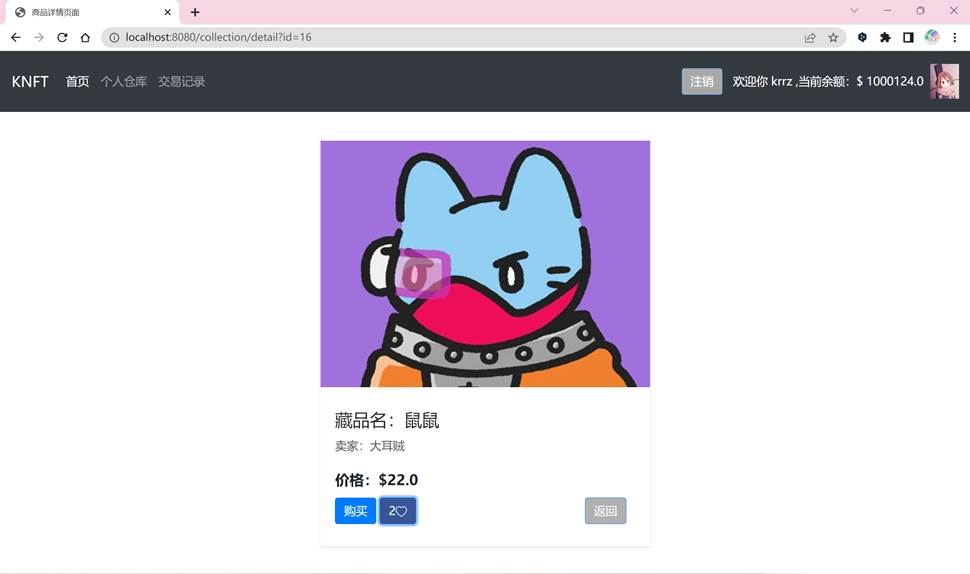 商品详情页面
localhost:8080/collection/detail?id=16
KNFT 首页 个人仓库 交易记录 注销 欢迎你 krrz ,当前余额：$ 1000124.0
藏品名：鼠鼠
卖家：大耳贼
价格：$22.0
购买 2♡ 返回